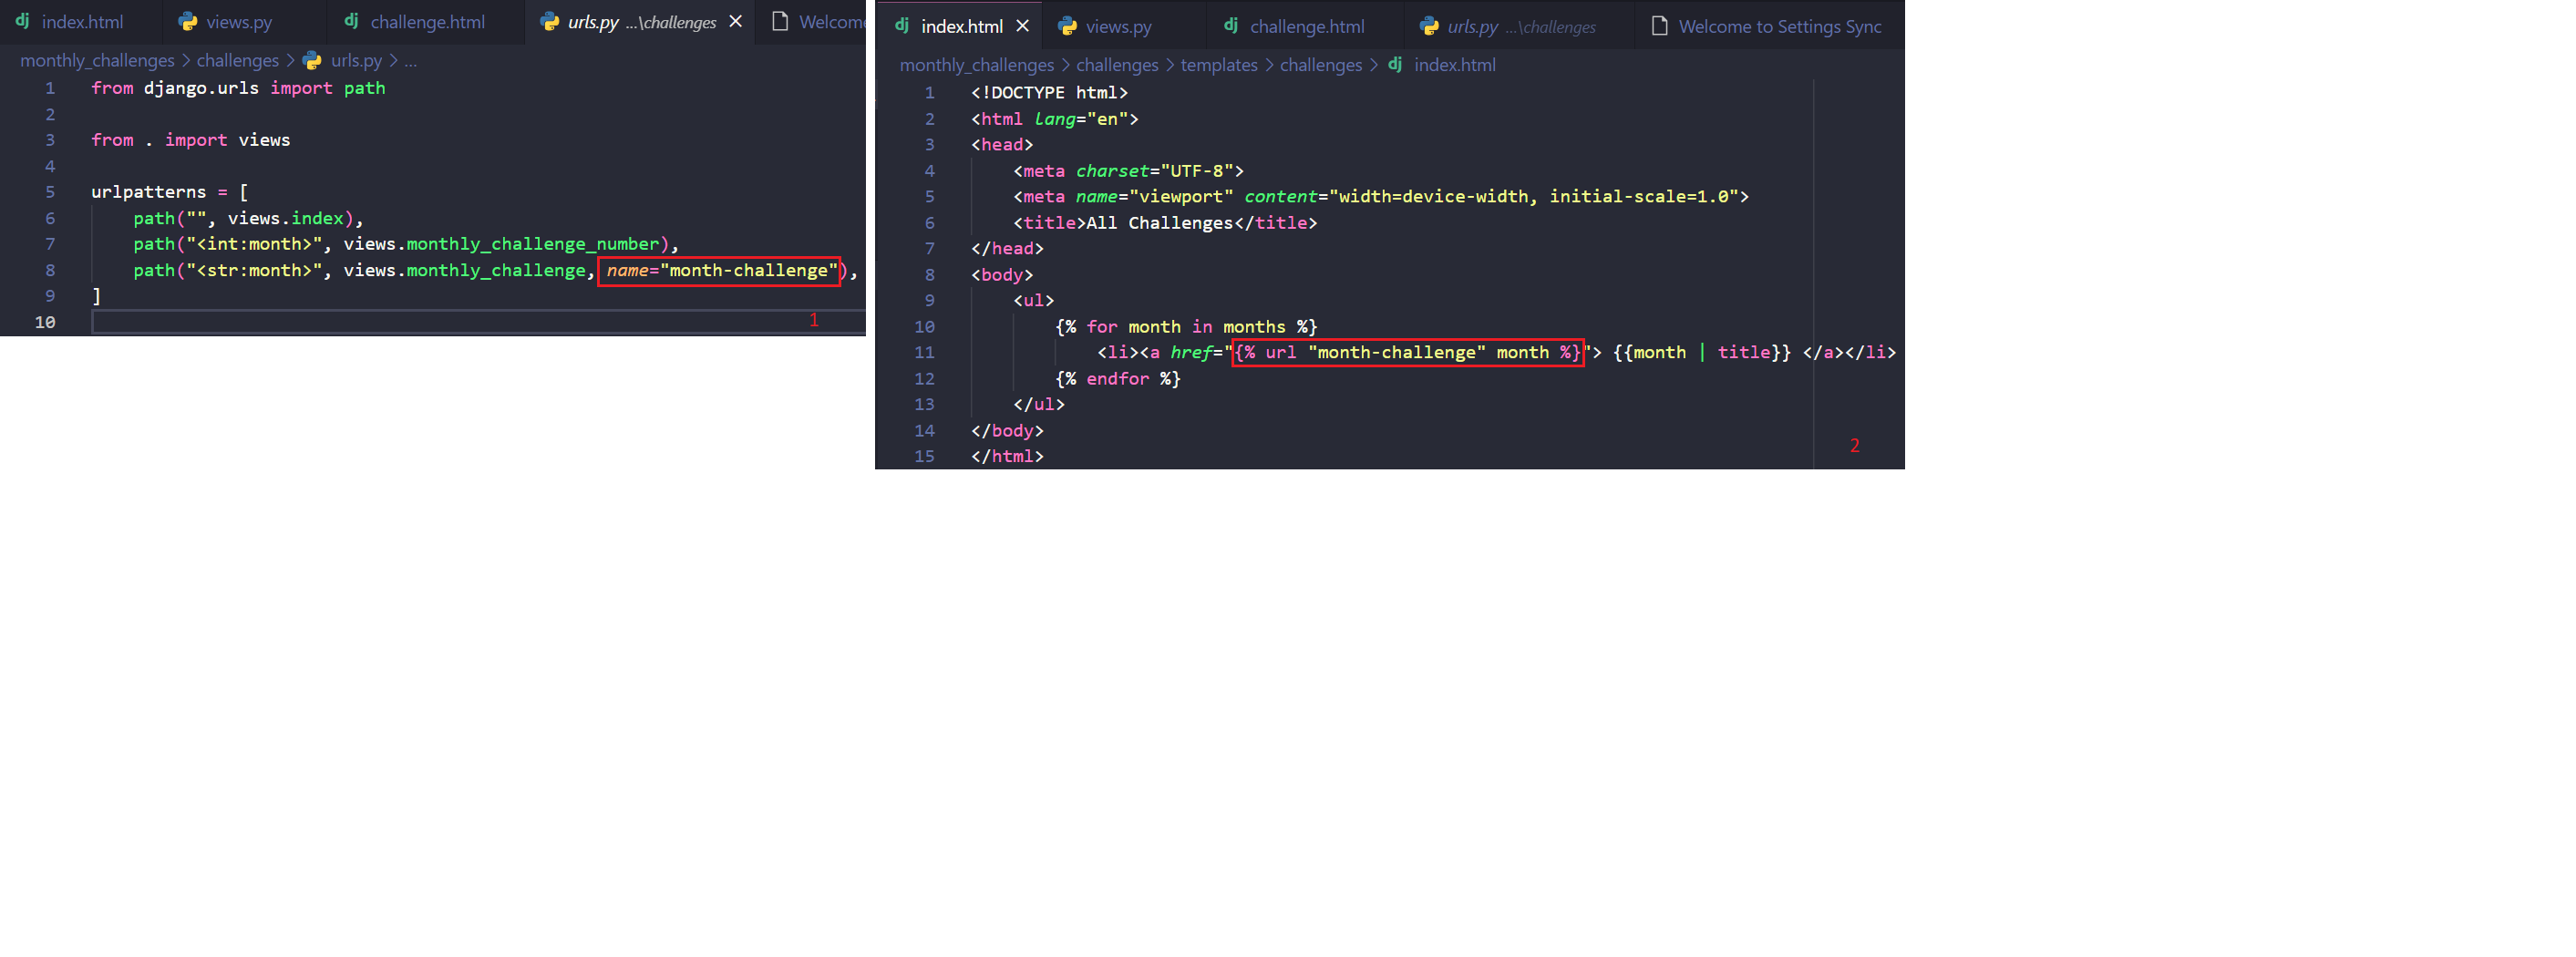 index.html views.py challenge.html urls.py ...\challenges
monthly_challenges > challenges > urls.py > ...
1 from django.urls import path
2
3 from . import views
4
5 urlpatterns = [
6 path("", views.index),
7 path("<int:month>", views.monthly_challenge_number),
8 path("<str:month>", views.monthly_challenge, name="month-challenge"),
9 ]
10
1
index.html views.py challenge.html urls.py ...\challenges Welcome to Settings Sync
monthly_challenges > challenges > templates > challenges > index.html
1 <!DOCTYPE html>
2 <html lang="en">
3 <head>
4 <meta charset="UTF-8">
5 <meta name="viewport" content="width=device-width, initial-scale=1.0">
6 <title>All Challenges</title>
7 </head>
8 <body>
9 <ul>
10 {% for month in months %}
11 <li><a href="{% url "month-challenge" month %}"> {{month | title}} </a></li>
12 {% endfor %}
13 </ul>
14 </body>
15 </html>
2